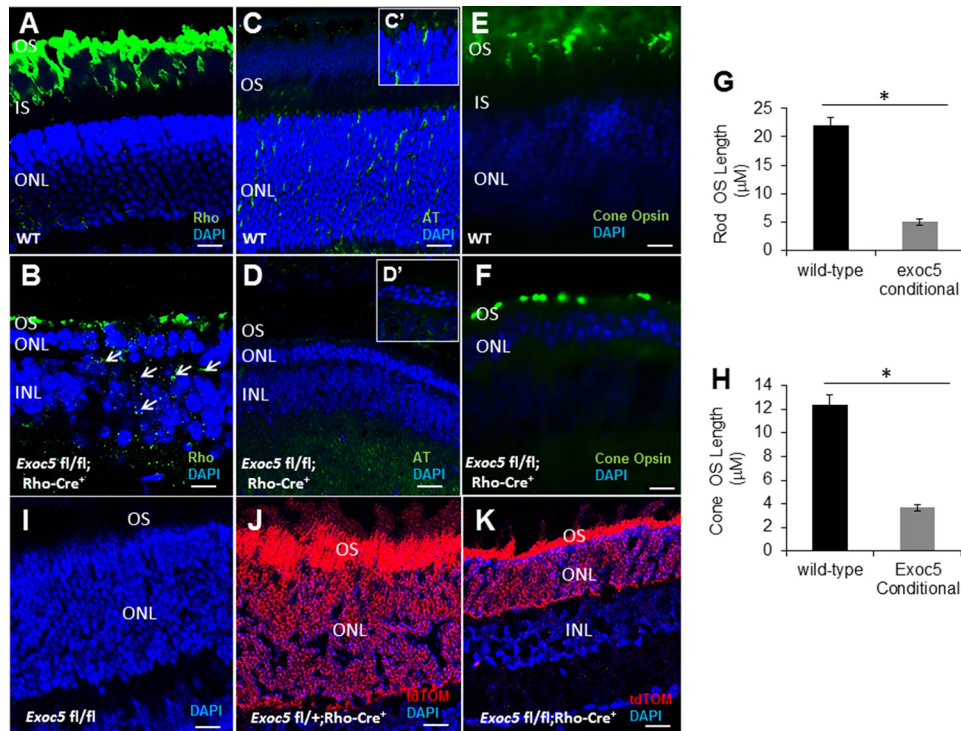 A
OS
IS
ONL
Rho
DAPI
WT
C
C'
OS
ONL
AT
DAPI
WT
E
OS
IS
ONL
Cone Opsin
DAPI
WT
B
OS
ONL
INL
Rho
DAPI
Exoc5 fl/fl;
Rho-Cre+
D
D'
OS
ONL
INL
AT
DAPI
Exoc5 fl/fl;
Rho-Cre+
F
OS
ONL
Cone Opsin
DAPI
Exoc5 fl/fl;
Rho-Cre+
G
*
Rod OS Length
(µM)
25
20
15
10
5
0
wild-type
exoc5
conditional
H
*
Cone OS Length
(µM)
14
12
10
8
6
4
2
0
wild-type
Exoc5
Conditional
I
OS
ONL
DAPI
Exoc5 fl/fl
J
OS
ONL
tdTOM
DAPI
Exoc5 fl/+;Rho-Cre+
K
OS
ONL
INL
tdTOM
DAPI
Exoc5 fl/fl;Rho-Cre+